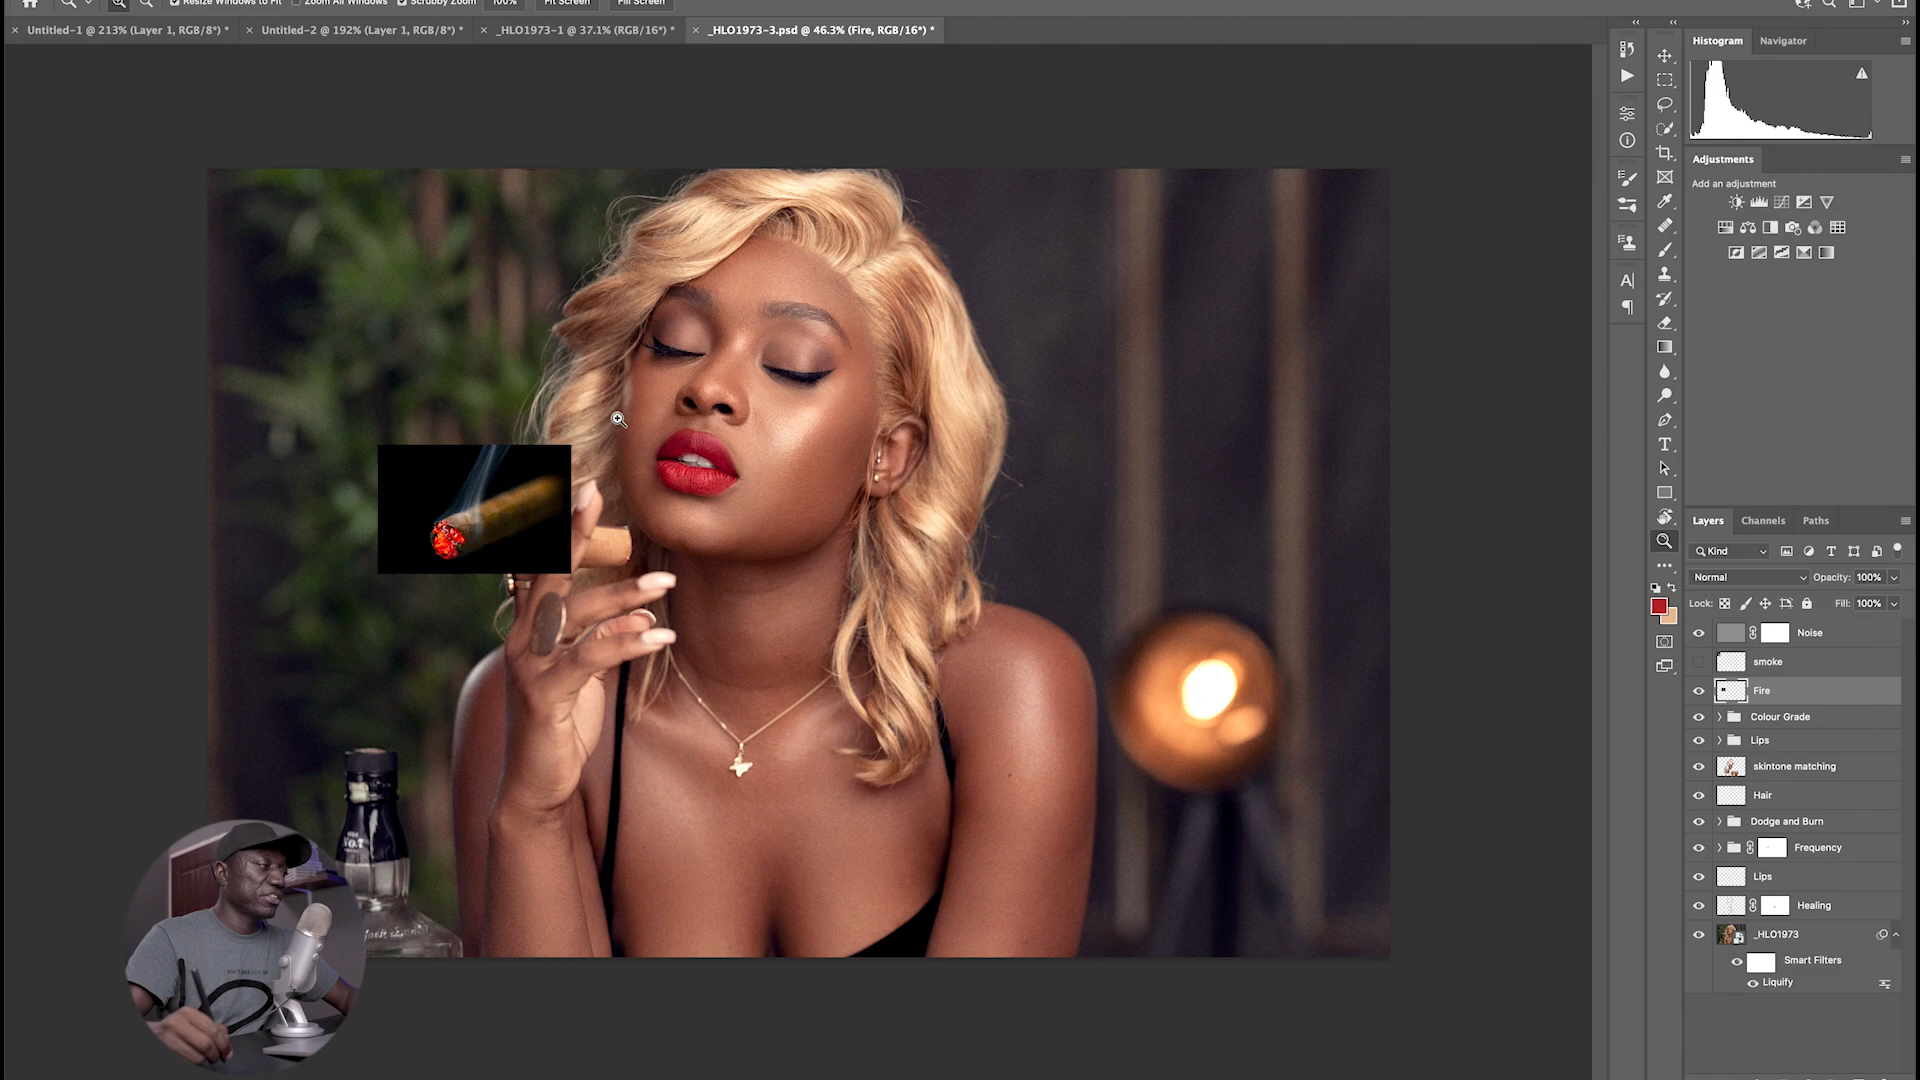 Resize Windows to Fit Zoom All Windows Scrubby Zoom 100% Fit Screen Fill Screen
Untitled-1 @ 213% (Layer 1, RGB/8*) *
Untitled-2 @ 192% (Layer 1, RGB/8*) *
_HLO1973-1 @ 37.1% (RGB/16*) *
_HLO1973-3.psd @ 46.3% (Fire, RGB/16*) *
Histogram Navigator
Adjustments
Add an adjustment
Layers Channels Paths
Kind
Normal Opacity: 100%
Lock: Fill: 100%
Noise
smoke
Fire
Colour Grade
Lips
skintone matching
Hair
Dodge and Burn
Frequency
Lips
Healing
_HLO1973
Smart Filters
Liquify
No.7